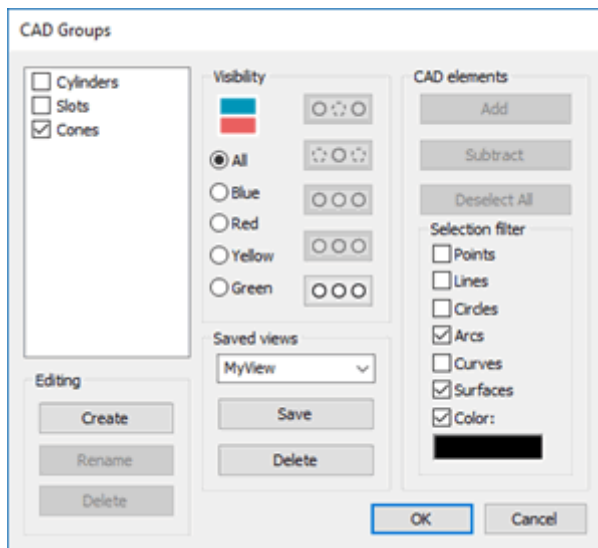 CAD Groups
Cylinders
Slots
Cones
Editing
Create
Rename
Delete
Visibility
All
Blue
Red
Yellow
Green
Saved views
MyView
Save
Delete
CAD elements
Add
Subtract
Deselect All
Selection filter
Points
Lines
Circles
Arcs
Curves
Surfaces
Color:
OK
Cancel